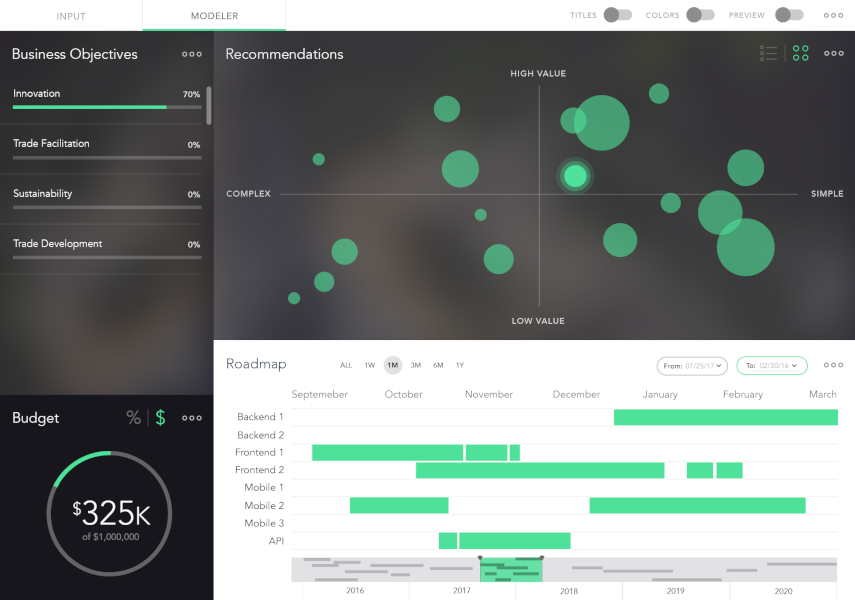 INPUT
MODELER
TITLES
COLORS
PREVIEW
Business Objectives
Innovation 70%
Trade Facilitation 0%
Sustainability 0%
Trade Development 0%
Budget
% | $
$325K
of $1,000,000
Recommendations
HIGH VALUE
COMPLEX
SIMPLE
LOW VALUE
Roadmap
ALL 1W 1M 3M 6M 1Y
From: 07/25/17
To: 02/30/16
Septemeber October November December January February March
Backend 1
Backend 2
Frontend 1
Frontend 2
Mobile 1
Mobile 2
Mobile 3
API
2016 2017 2018 2019 2020